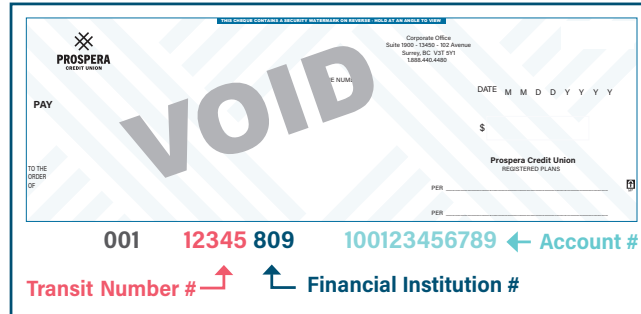 THIS CHEQUE CONTAINS A SECURITY WATERMARK ON REVERSE - HOLD AT AN ANGLE TO VIEW
PROSPERA
CREDIT UNION
Corporate Office
Suite 1900 - 13450 - 102 Avenue
Surrey, BC V3T 5Y1
1.888.440.4480
VOID
DATE M M D D Y Y Y Y
PAY
$
Prospera Credit Union
REGISTERED PLANS
TO THE
ORDER
OF
PER
PER
001 12345 809 100123456789 Account #
Transit Number # Financial Institution #